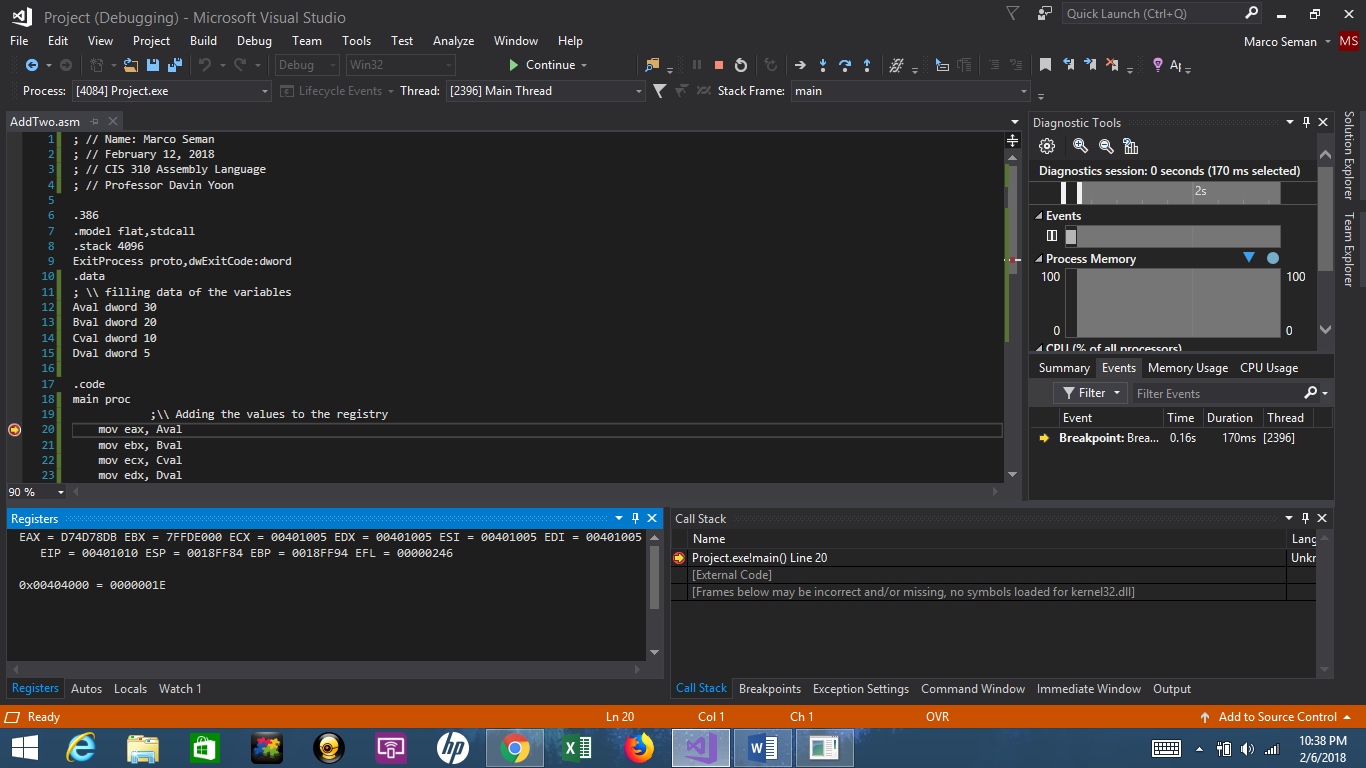 Project (Debugging) - Microsoft Visual Studio
Quick Launch (Ctrl+Q)
File Edit View Project Build Debug Team Tools Test Analyze Window Help
Marco Seman MS
Debug Win32 Continue
Process: [4084] Project.exe Lifecycle Events Thread: [2396] Main Thread Stack Frame: main
AddTwo.asm
1 ; // Name: Marco Seman
2 ; // February 12, 2018
3 ; // CIS 310 Assembly Language
4 ; // Professor Davin Yoon
5
6 .386
7 .model flat,stdcall
8 .stack 4096
9 ExitProcess proto,dwExitCode:dword
10 .data
11 ; \\ filling data of the variables
12 Aval dword 30
13 Bval dword 20
14 Cval dword 10
15 Dval dword 5
16
17 .code
18 main proc
19 ;\\ Adding the values to the registry
20 mov eax, Aval
21 mov ebx, Bval
22 mov ecx, Cval
23 mov edx, Dval
90 %
Diagnostic Tools
Diagnostics session: 0 seconds (170 ms selected)
2s
Events
Process Memory
100 100
0 0
CPU (% of all processors)
Summary Events Memory Usage CPU Usage
Filter Filter Events
Event Time Duration Thread
Breakpoint: Brea... 0.16s 170ms [2396]
Solution Explorer
Team Explorer
Registers
EAX = D74D78DB EBX = 7FFDE000 ECX = 00401005 EDX = 00401005 ESI = 00401005 EDI = 00401005
EIP = 00401010 ESP = 0018FF84 EBP = 0018FF94 EFL = 00000246
0x00404000 = 0000001E
Registers Autos Locals Watch 1
Call Stack
Name Lang
Project.exe!main() Line 20 Unkr
[External Code]
[Frames below may be incorrect and/or missing, no symbols loaded for kernel32.dll]
Call Stack Breakpoints Exception Settings Command Window Immediate Window Output
Ready Ln 20 Col 1 Ch 1 OVR Add to Source Control
10:38 PM
2/6/2018